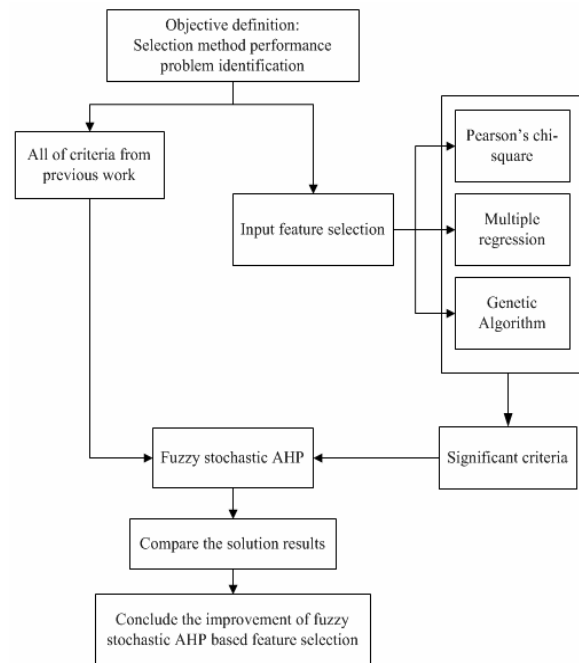 Objective definition:
Selection method performance
problem identification
All of criteria from
previous work
Input feature selection
Pearson's chi-
square
Multiple
regression
Genetic
Algorithm
Fuzzy stochastic AHP
Significant criteria
Compare the solution results
Conclude the improvement of fuzzy
stochastic AHP based feature selection